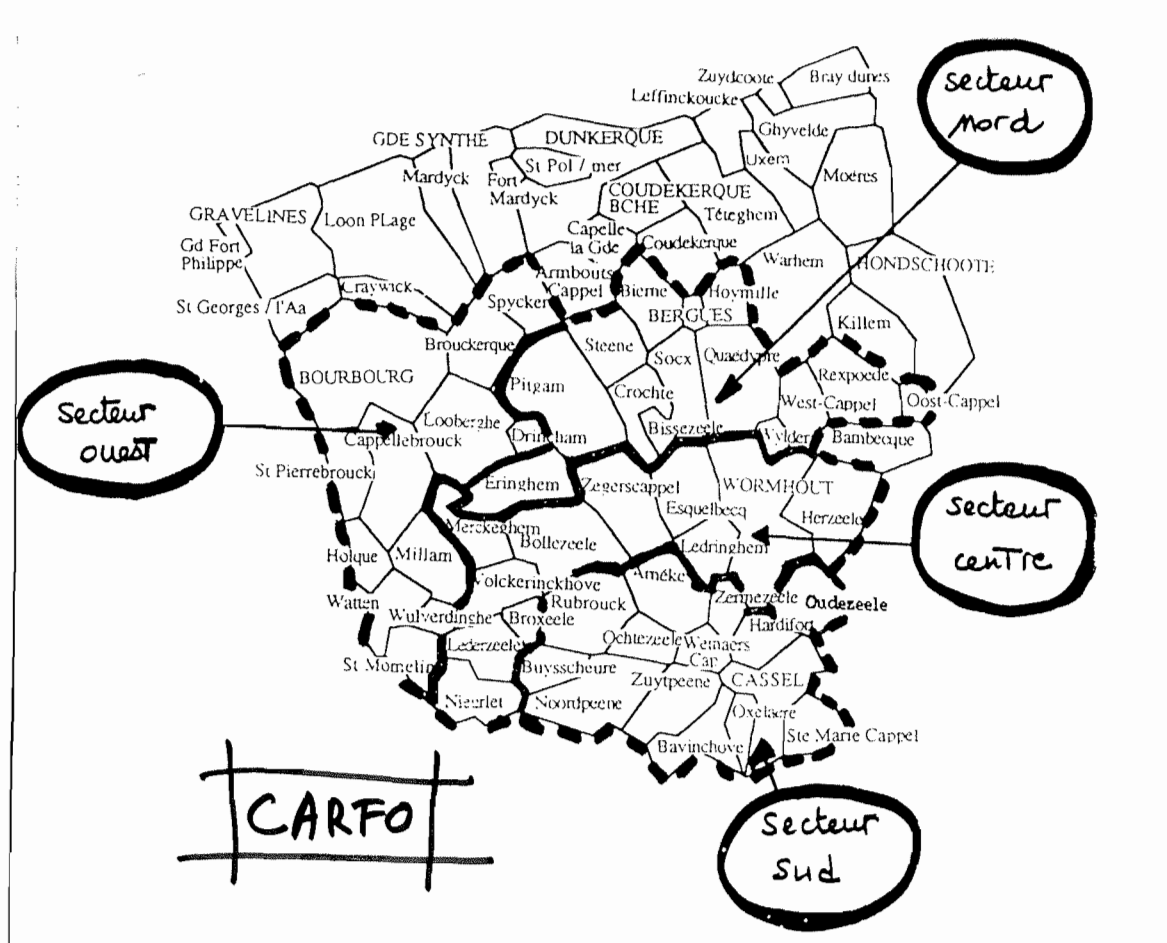 secteur
nord
Zuydcoote
Bray dunes
Leffinckoucke
Ghyvelde
GDE SYNTHE
DUNKERQUE
St Pol / mer
Uxem
Mardyck
Fort
Mardyck
Moëres
COUDEKERQUE
BCHE
Téteghem
GRAVELINES
Loon PLage
Capelle
la Gde
Coudekerque
Gd Fort
Philippe
Warhem
HONDSCHOOTE
Armbouts
Cappel
Craywick
Bierne
Hoymille
St Georges / l'Aa
Spycker
BERGUES
Killem
Brouckerque
Steene
Socx
Quaedypre
Rexpoede
BOURBOURG
Pitgam
Crochte
West-Cappel
Oost-Cappel
secteur
ouest
Looberghe
Cappellebrouck
Drincham
Bissezeele
Wylder
Bambecque
St Pierrebrouck
Eringhem
Zegerscappel
WORMHOUT
Esquelbecq
Herzeele
secteur
centre
Merckeghem
Bollezeele
Ledringhem
Holque
Millam
Volckerinckhove
Arnéke
Watten
Rubrouck
Zermezeele
Oudezeele
Wulverdinghe
Broxeele
Hardifort
Ochtezeele
Wemaers
Cap
Lederzeele
St Momelin
Buysscheure
Zuytpeene
CASSEL
Nieurlet
Noordpeene
Oxelaere
Ste Marie Cappel
Bavinchove
CARFO
secteur
sud